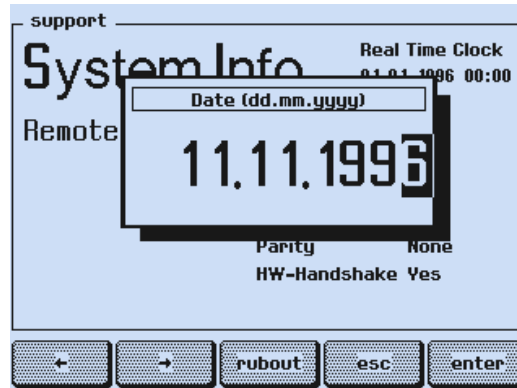 support
System Info
Real Time Clock
01.01.1996 00:00
Date (dd.mm.yyyy)
Remote
11.11.1996
Parity None
HW-Handshake Yes
← → rubout esc enter